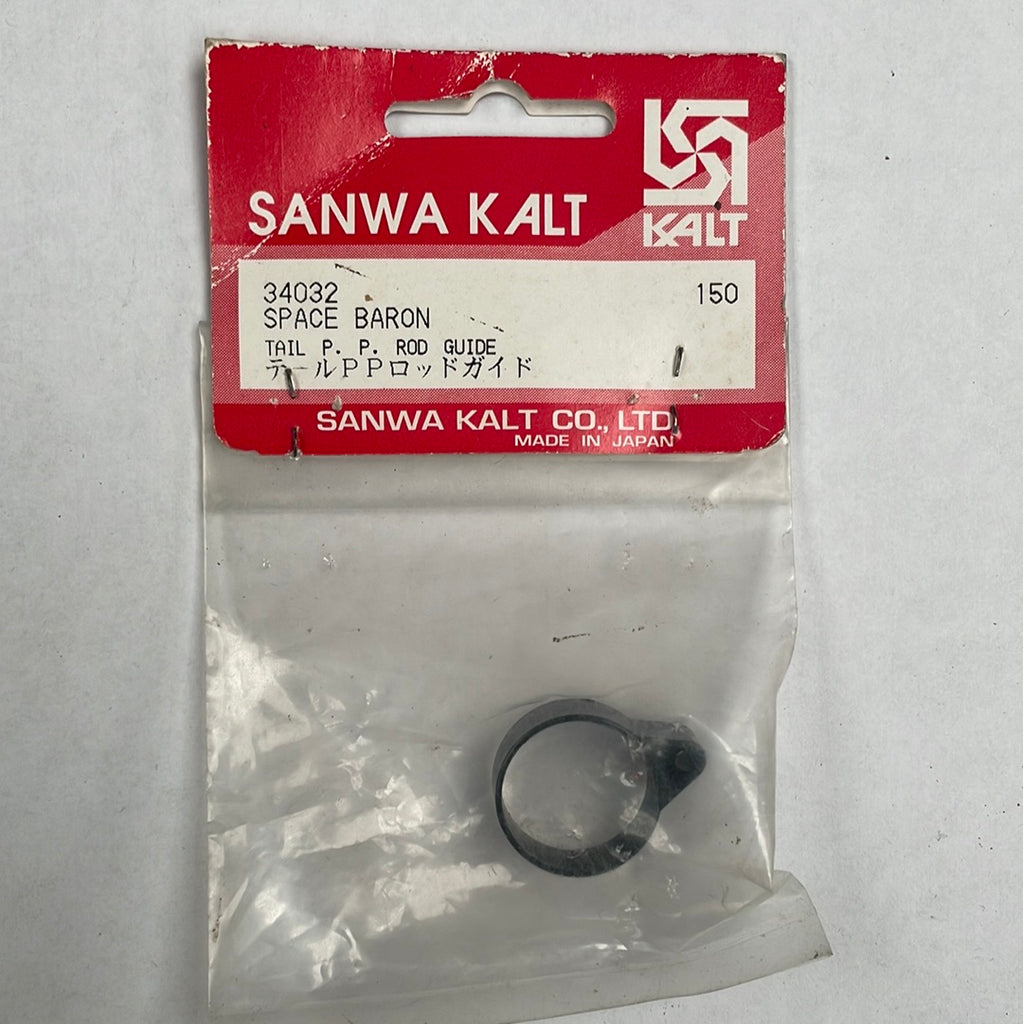 SANWA KALT
KALT
34032 150
SPACE BARON
TAIL P. P. ROD GUIDE
テールPPロッドガイド
SANWA KALT CO., LTD.
MADE IN JAPAN